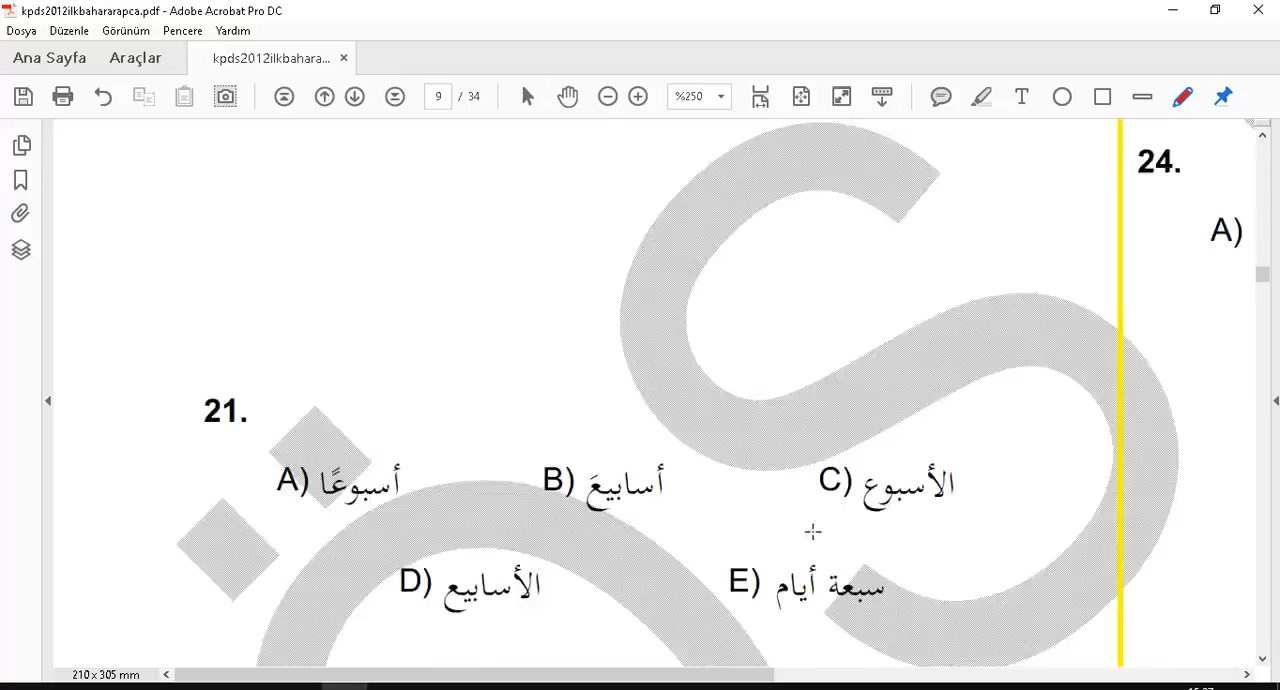 kpds2012ilkbahararapca.pdf - Adobe Acrobat Pro DC
Dosya Düzenle Görünüm Pencere Yardım
Ana Sayfa Araçlar kpds2012ilkbahara... ×
9 / 34 %250
24.
A)
21.
A) أسبوعًا B) أسابيعَ C) الأسبوع
D) الأسابيع E) سبعة أيام
210 x 305 mm